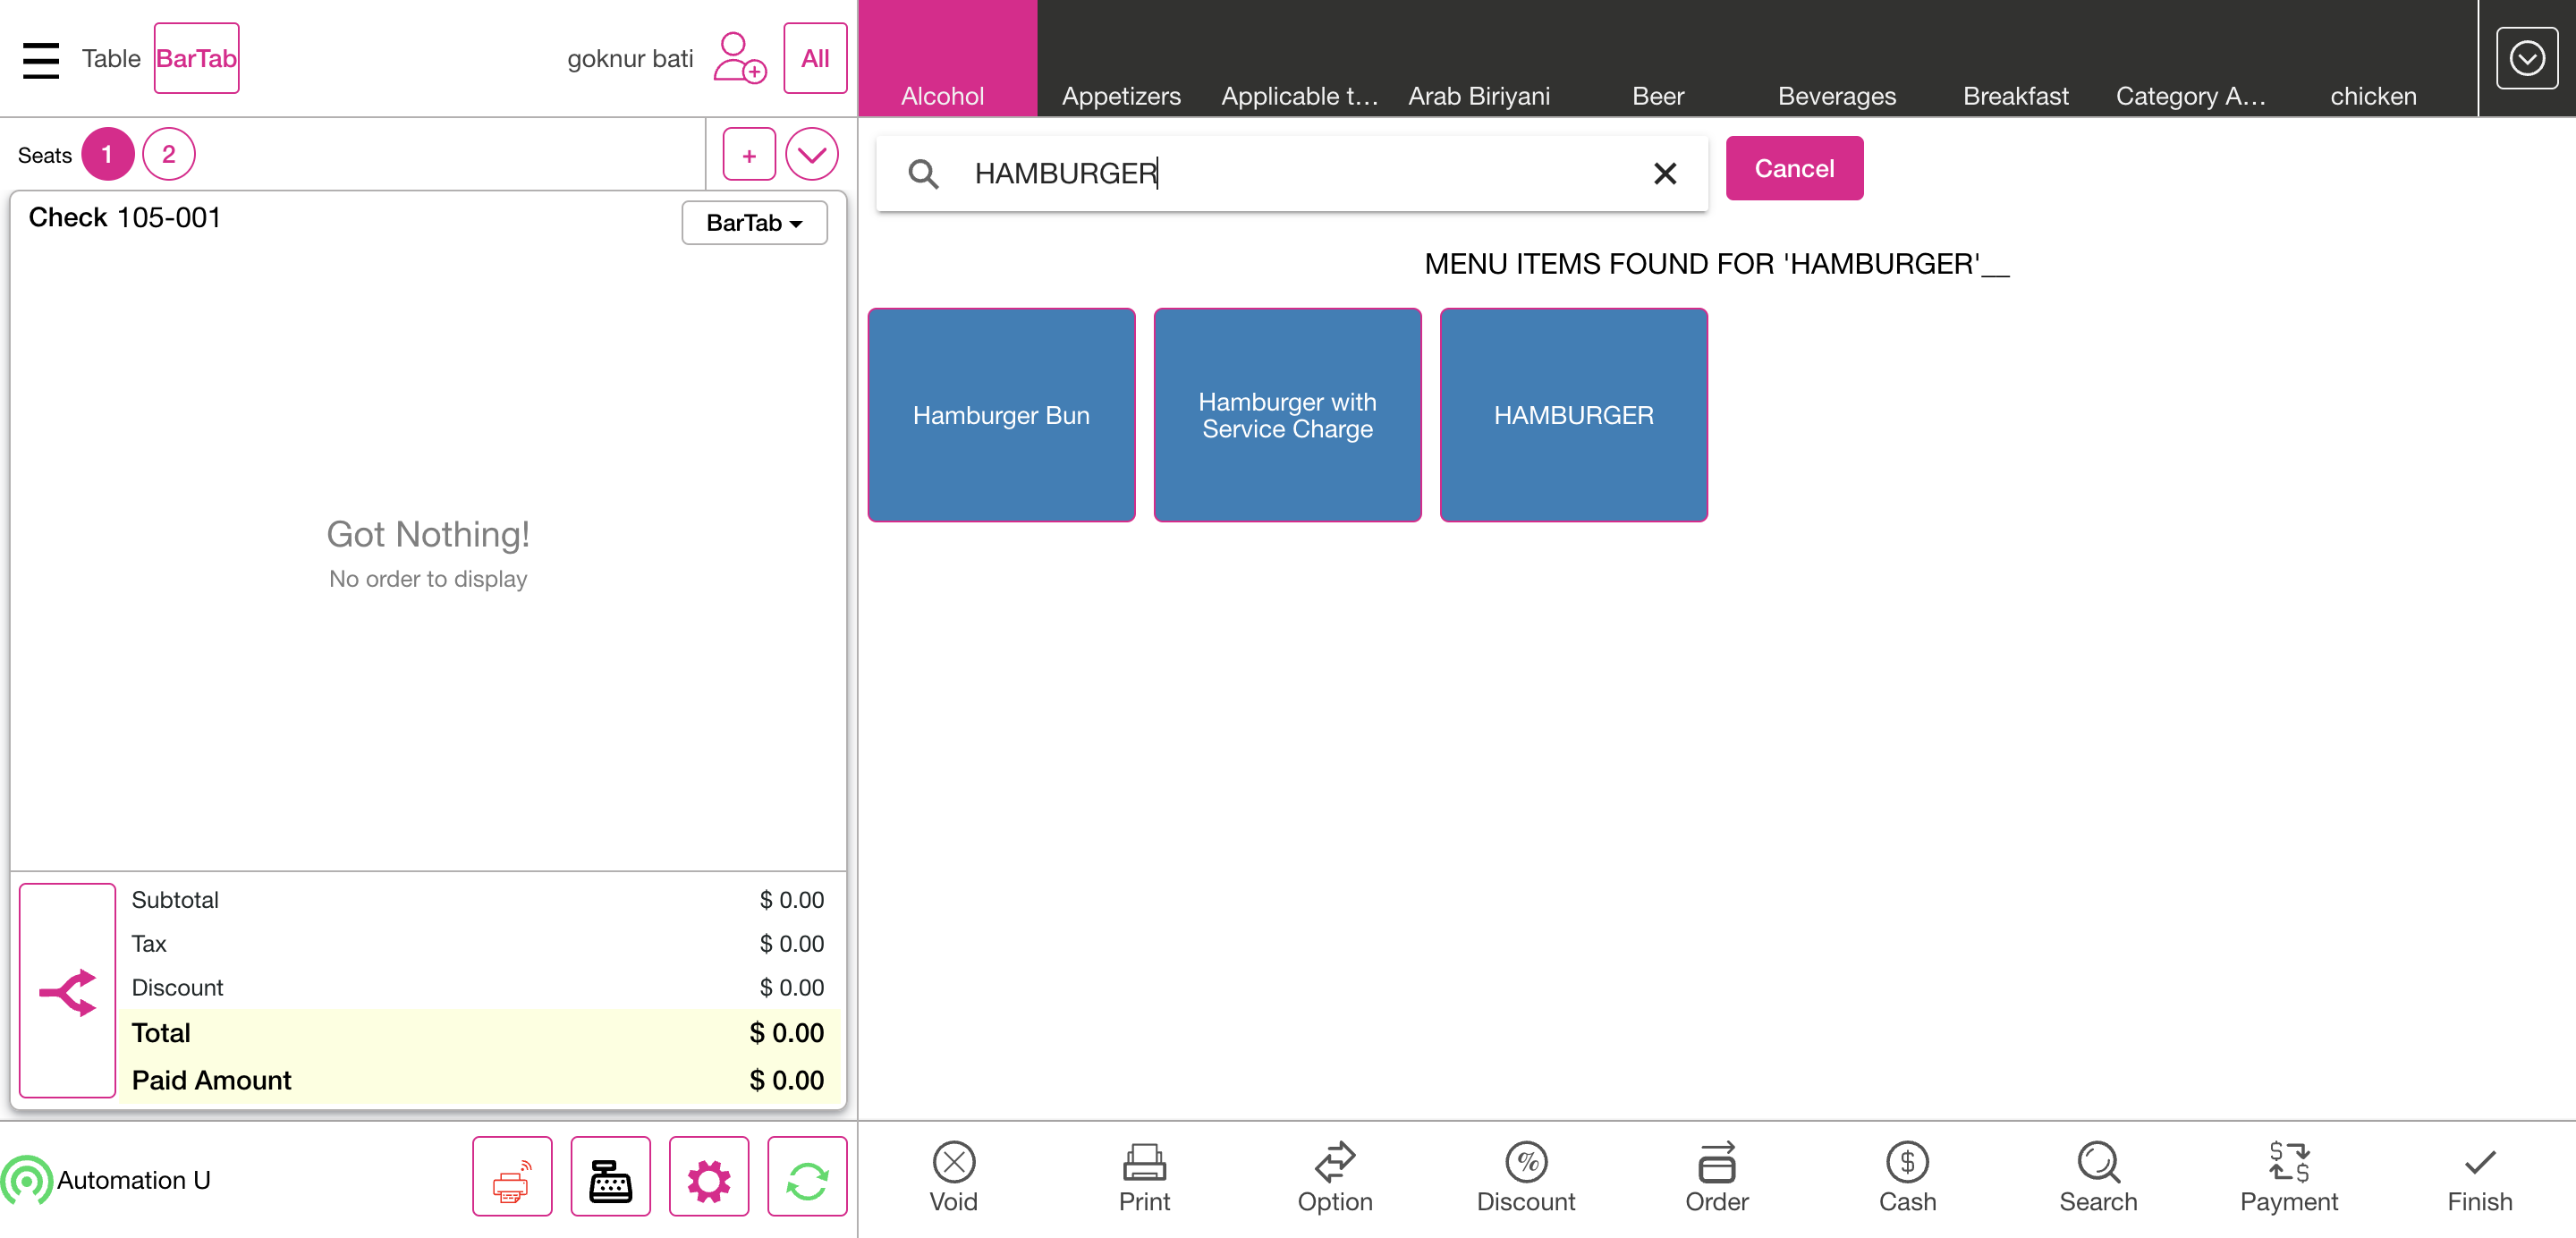 Table
BarTab
goknur bati
All
Alcohol
Appetizers
Applicable t...
Arab Biriyani
Beer
Beverages
Breakfast
Category A...
chicken
Seats
1
2
+
HAMBURGER
Cancel
Check 105-001
BarTab
MENU ITEMS FOUND FOR 'HAMBURGER'__
Hamburger Bun
Hamburger with
Service Charge
HAMBURGER
Got Nothing!
No order to display
Subtotal $ 0.00
Tax $ 0.00
Discount $ 0.00
Total $ 0.00
Paid Amount $ 0.00
Automation U
Void
Print
Option
%
Discount
Order
$
Cash
Search
$ $
Payment
Finish